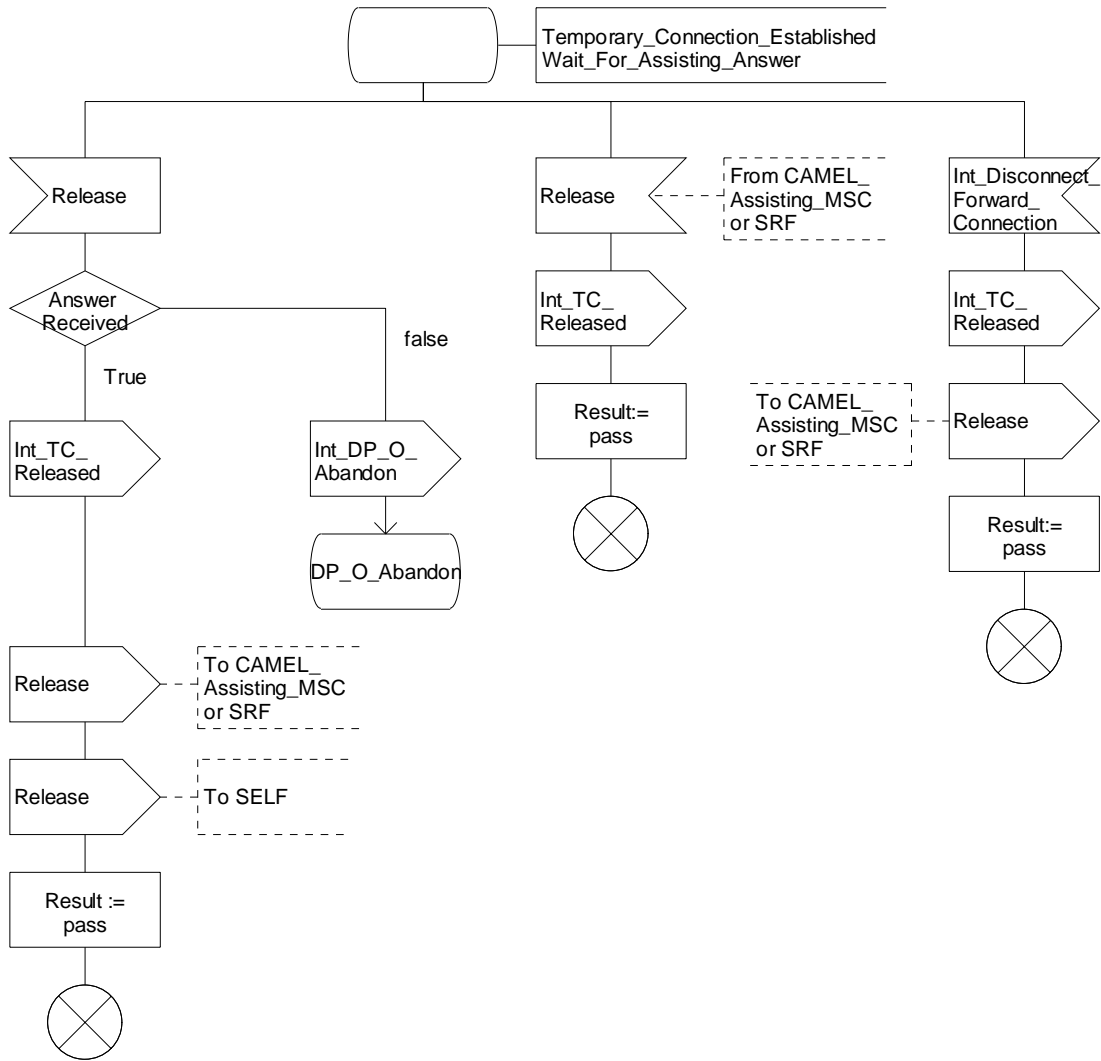 Temporary_Connection_Established
Wait_For_Assisting_Answer
Release
Release
From CAMEL_
Assisting_MSC
or SRF
Int_Disconnect_
Forward_
Connection
Answer
Received
false
True
Int_TC_
Released
Int_TC_
Released
Int_TC_
Released
Int_DP_O_
Abandon
Result:=
pass
To CAMEL_
Assisting_MSC
or SRF
Release
DP_O_Abandon
Result:=
pass
Release
To CAMEL_
Assisting_MSC
or SRF
Release
To SELF
Result :=
pass